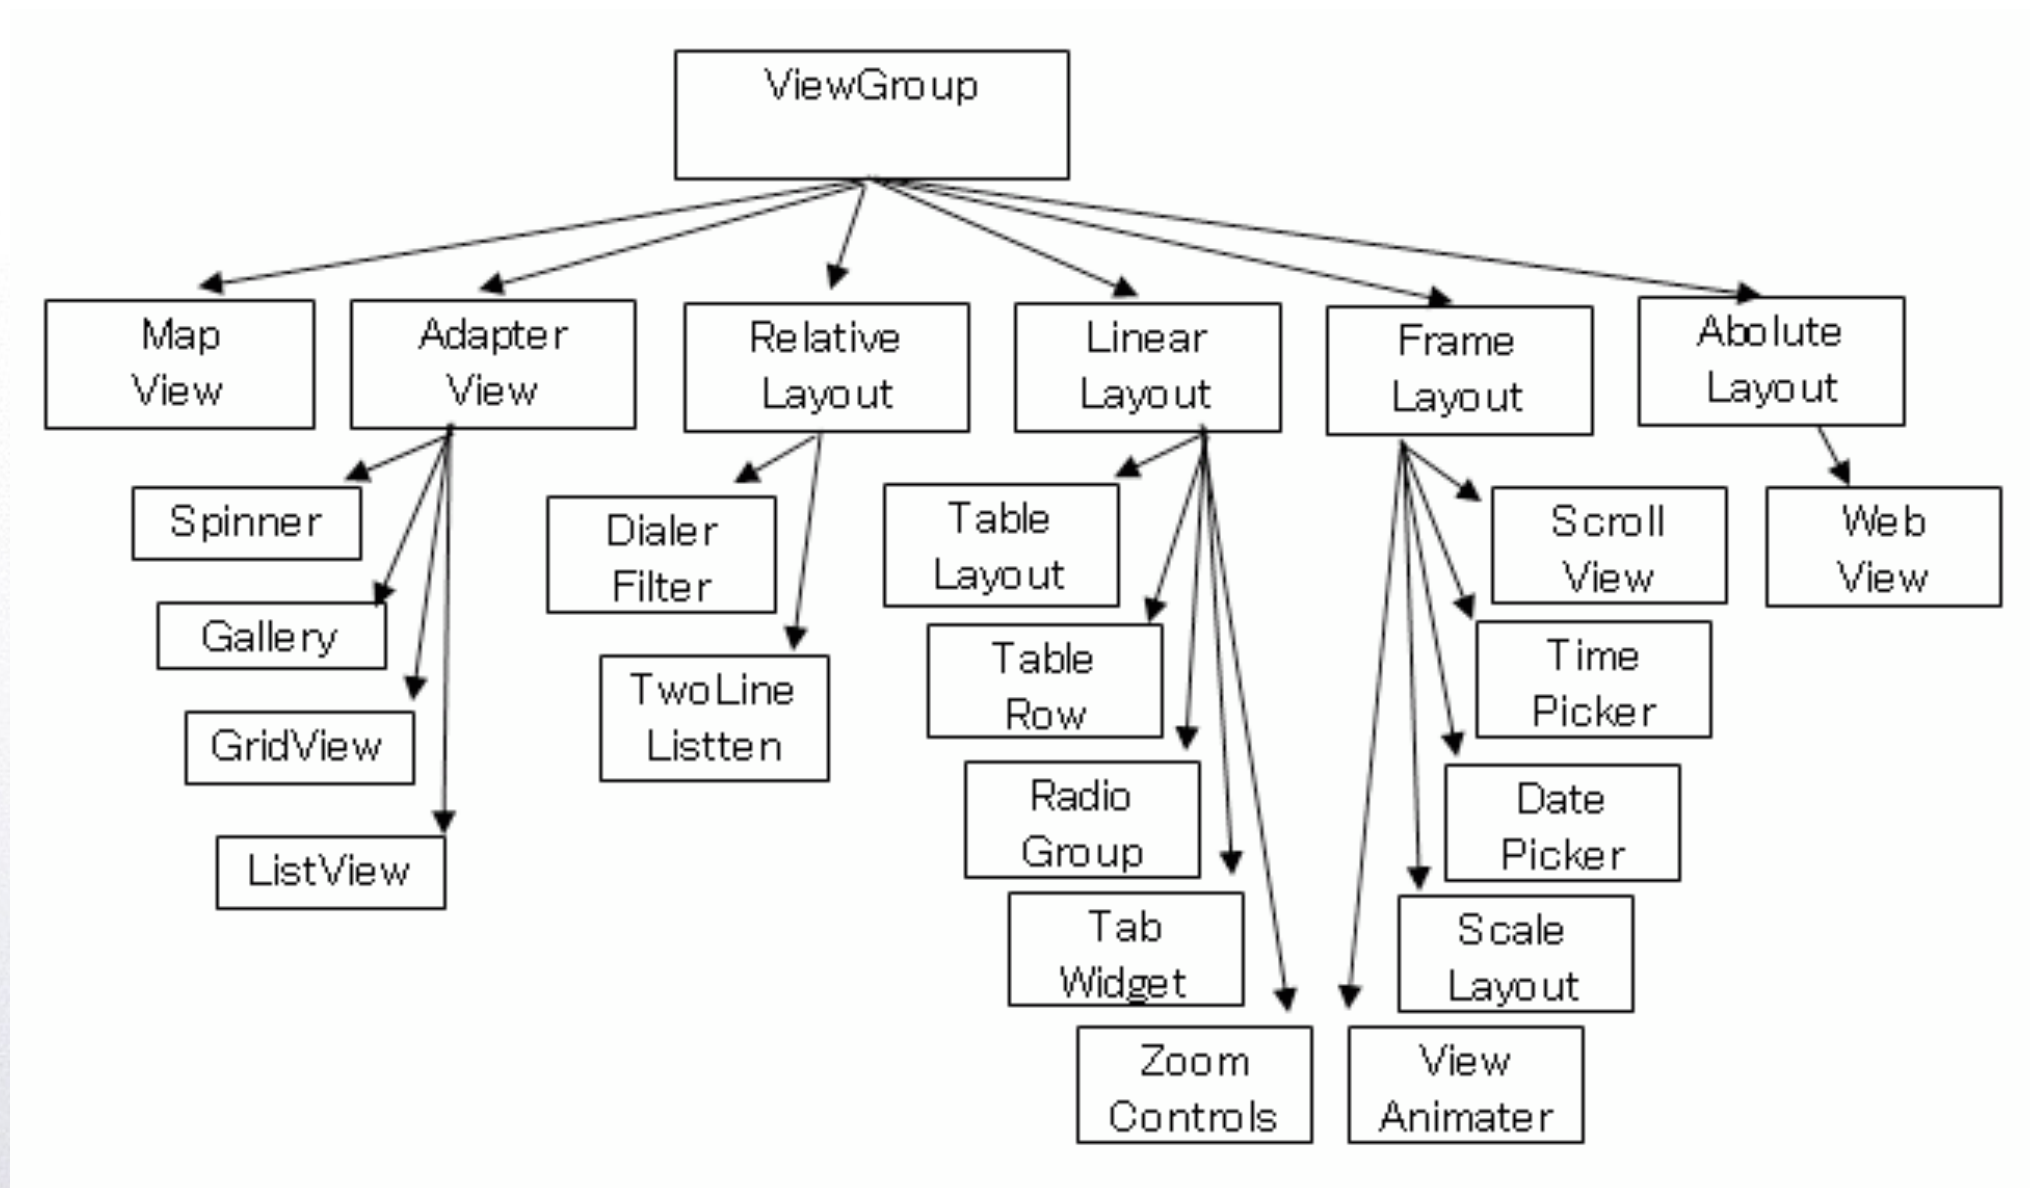 ViewGroup
Map
View
Adapter
View
Relative
Layout
Linear
Layout
Frame
Layout
Abolute
Layout
Spinner
Gallery
GridView
ListView
Dialer
Filter
TwoLine
Listten
Table
Layout
Table
Row
Radio
Group
Tab
Widget
Zoom
Controls
Scroll
View
Time
Picker
Date
Picker
Scale
Layout
View
Animater
Web
View